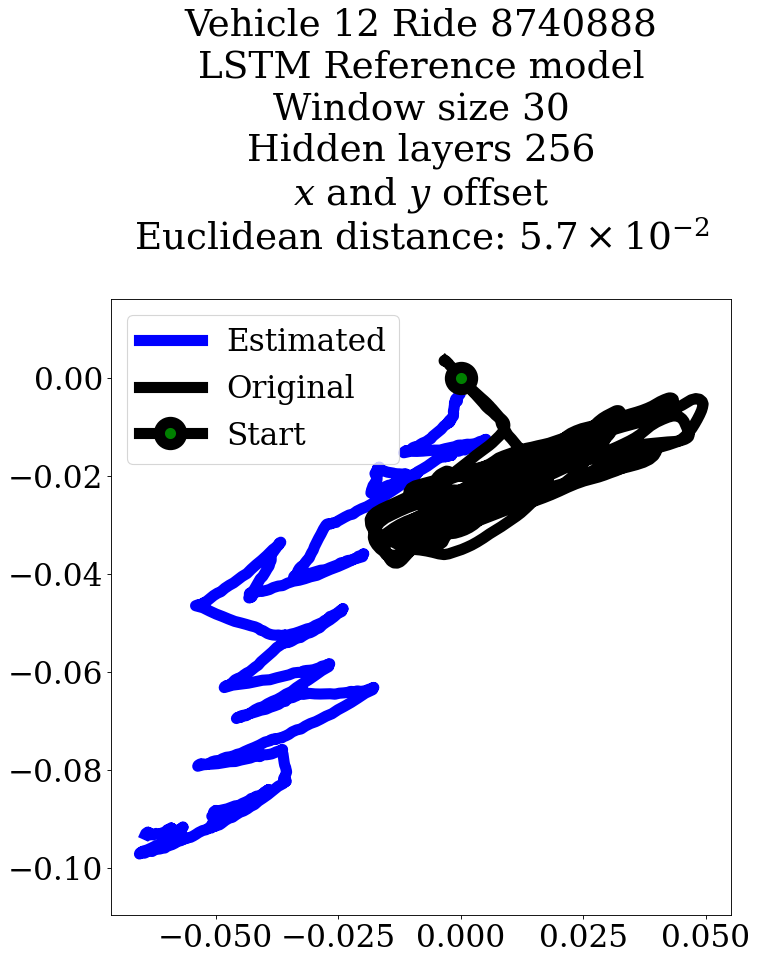 Vehicle 12 Ride 8740888
LSTM Reference model
Window size 30
Hidden layers 256
x and y offset
Euclidean distance: 5.7 × 10⁻²
Estimated
Original
Start
0.00
−0.02
−0.04
−0.06
−0.08
−0.10
−0.050 −0.025 0.000 0.025 0.050